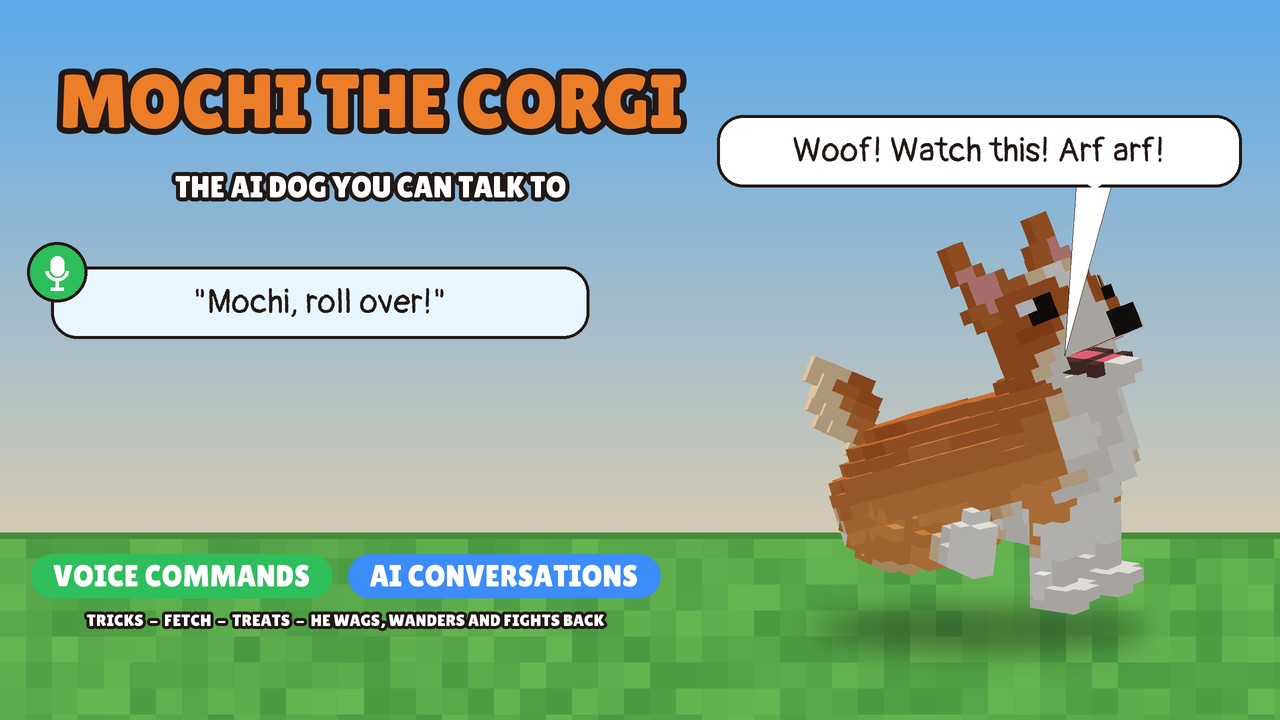 MOCHI THE CORGI
THE AI DOG YOU CAN TALK TO
Woof! Watch this! Arf arf!
"Mochi, roll over!"
VOICE COMMANDS
AI CONVERSATIONS
TRICKS – FETCH – TREATS – HE WAGS, WANDERS AND FIGHTS BACK